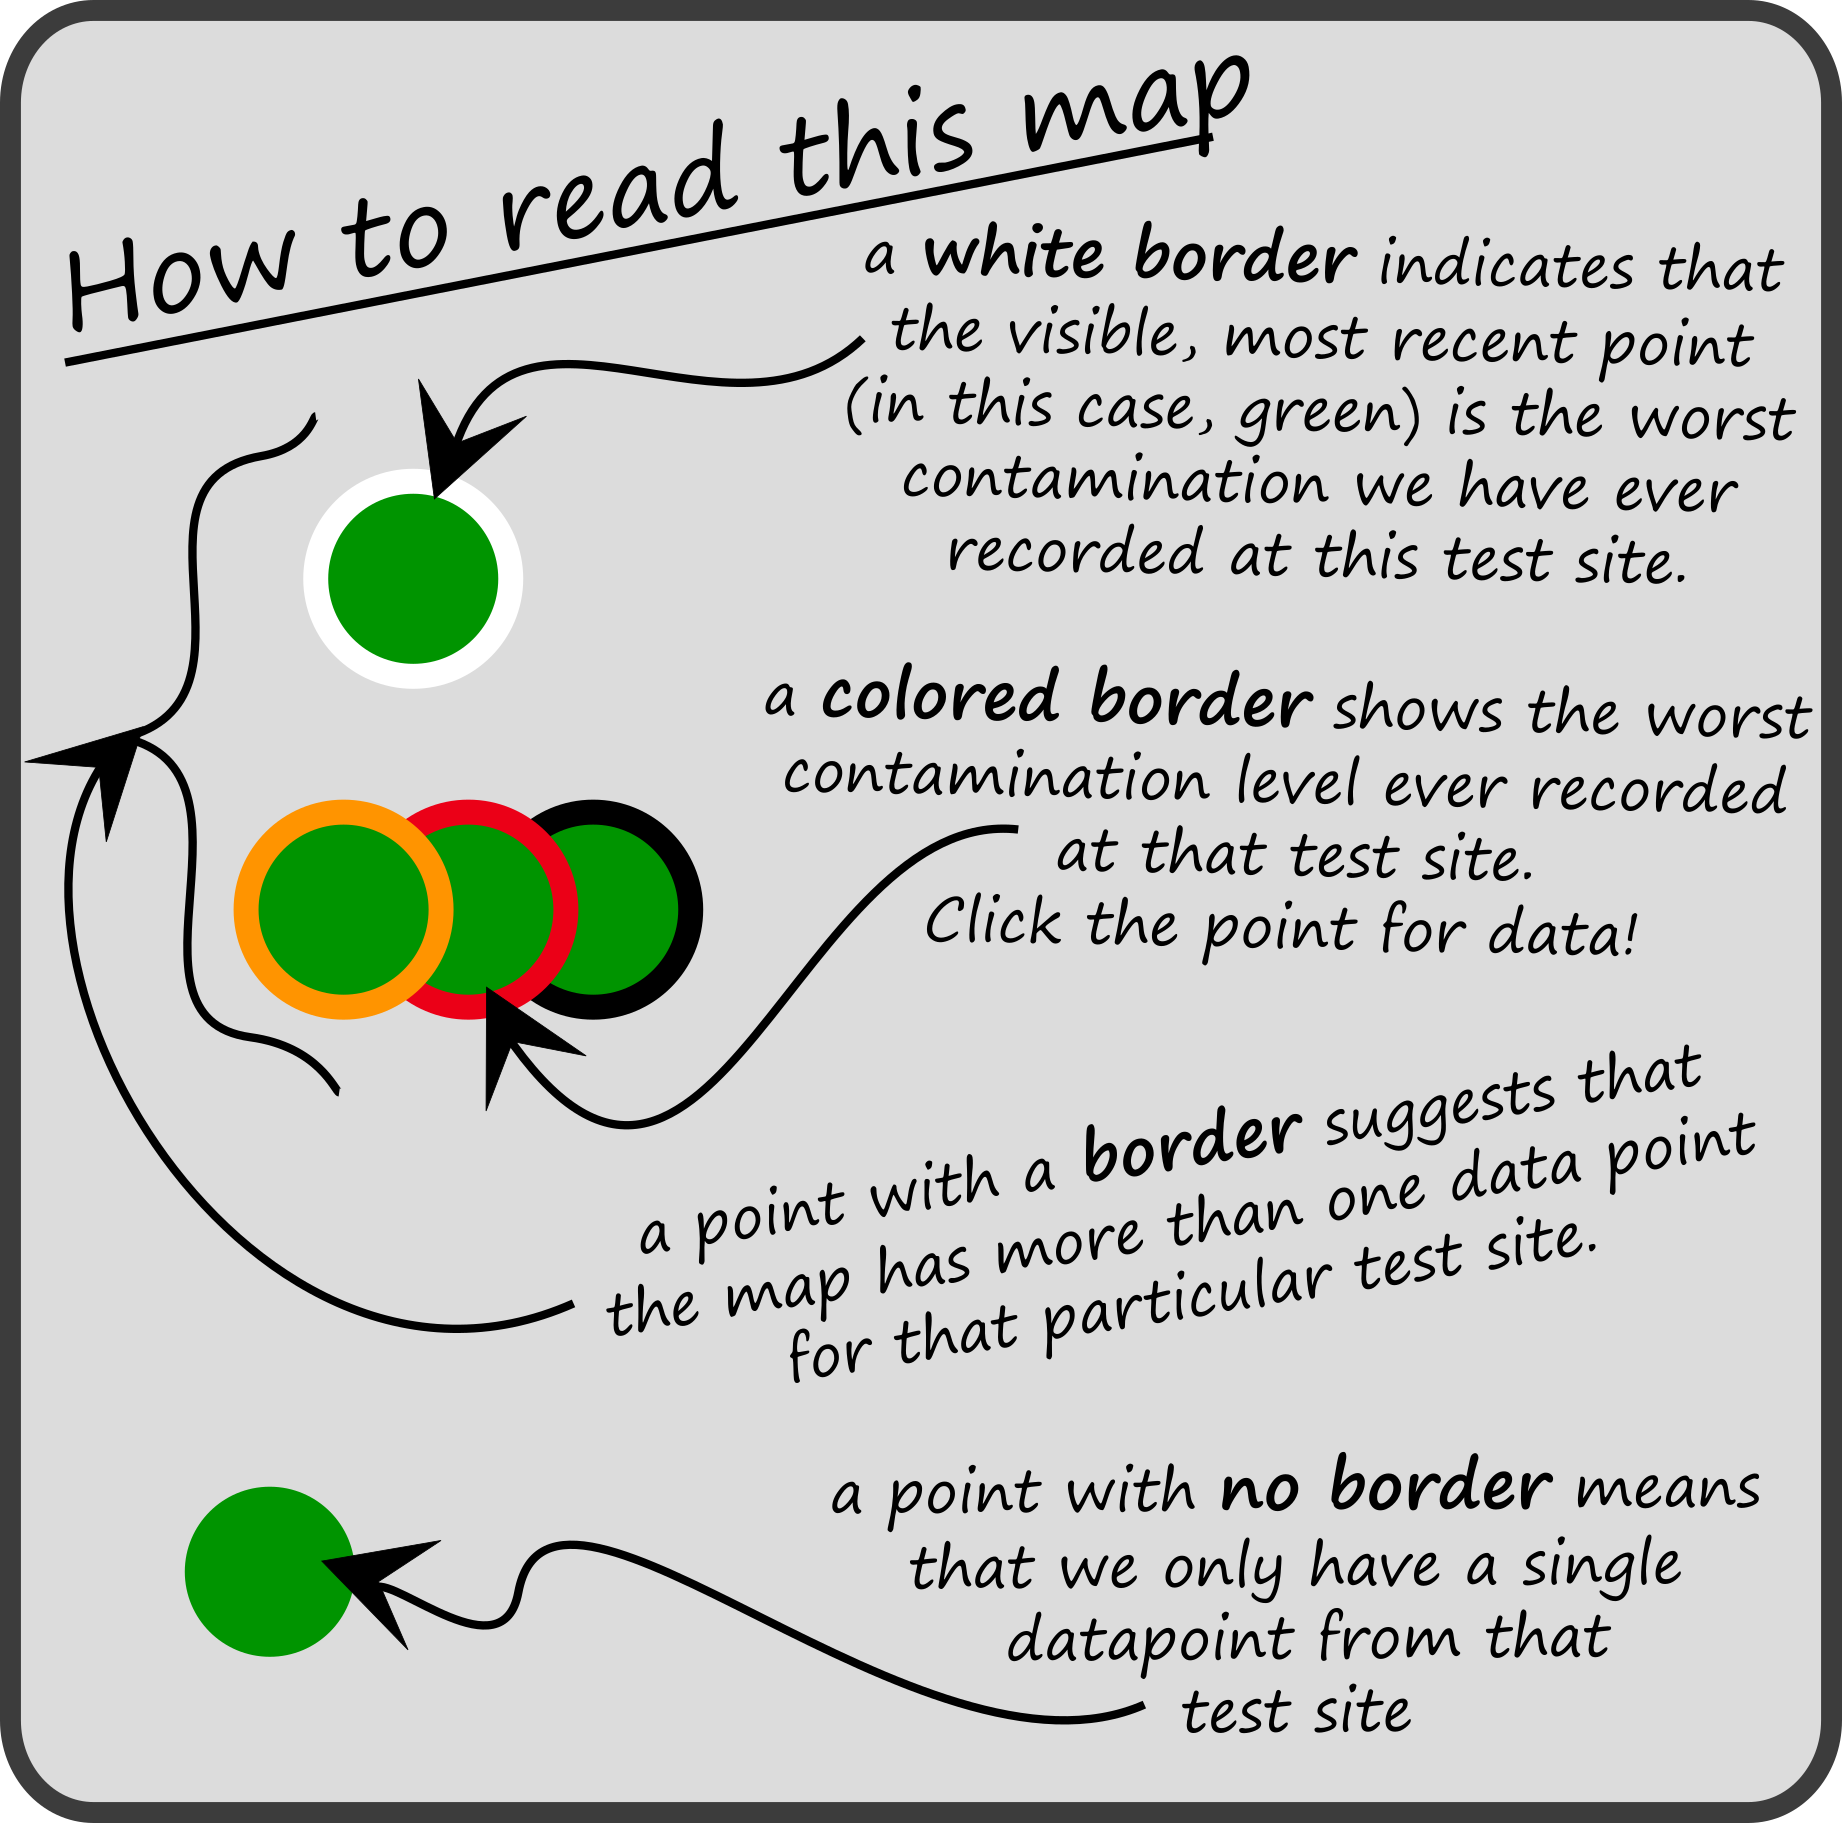 How to read this map
a white border indicates that
the visible, most recent point
(in this case, green) is the worst
contamination we have ever
recorded at this test site.
a colored border shows the worst
contamination level ever recorded
at that test site.
Click the point for data!
a point with a border suggests that
the map has more than one data point
for that particular test site.
a point with no border means
that we only have a single
datapoint from that
test site